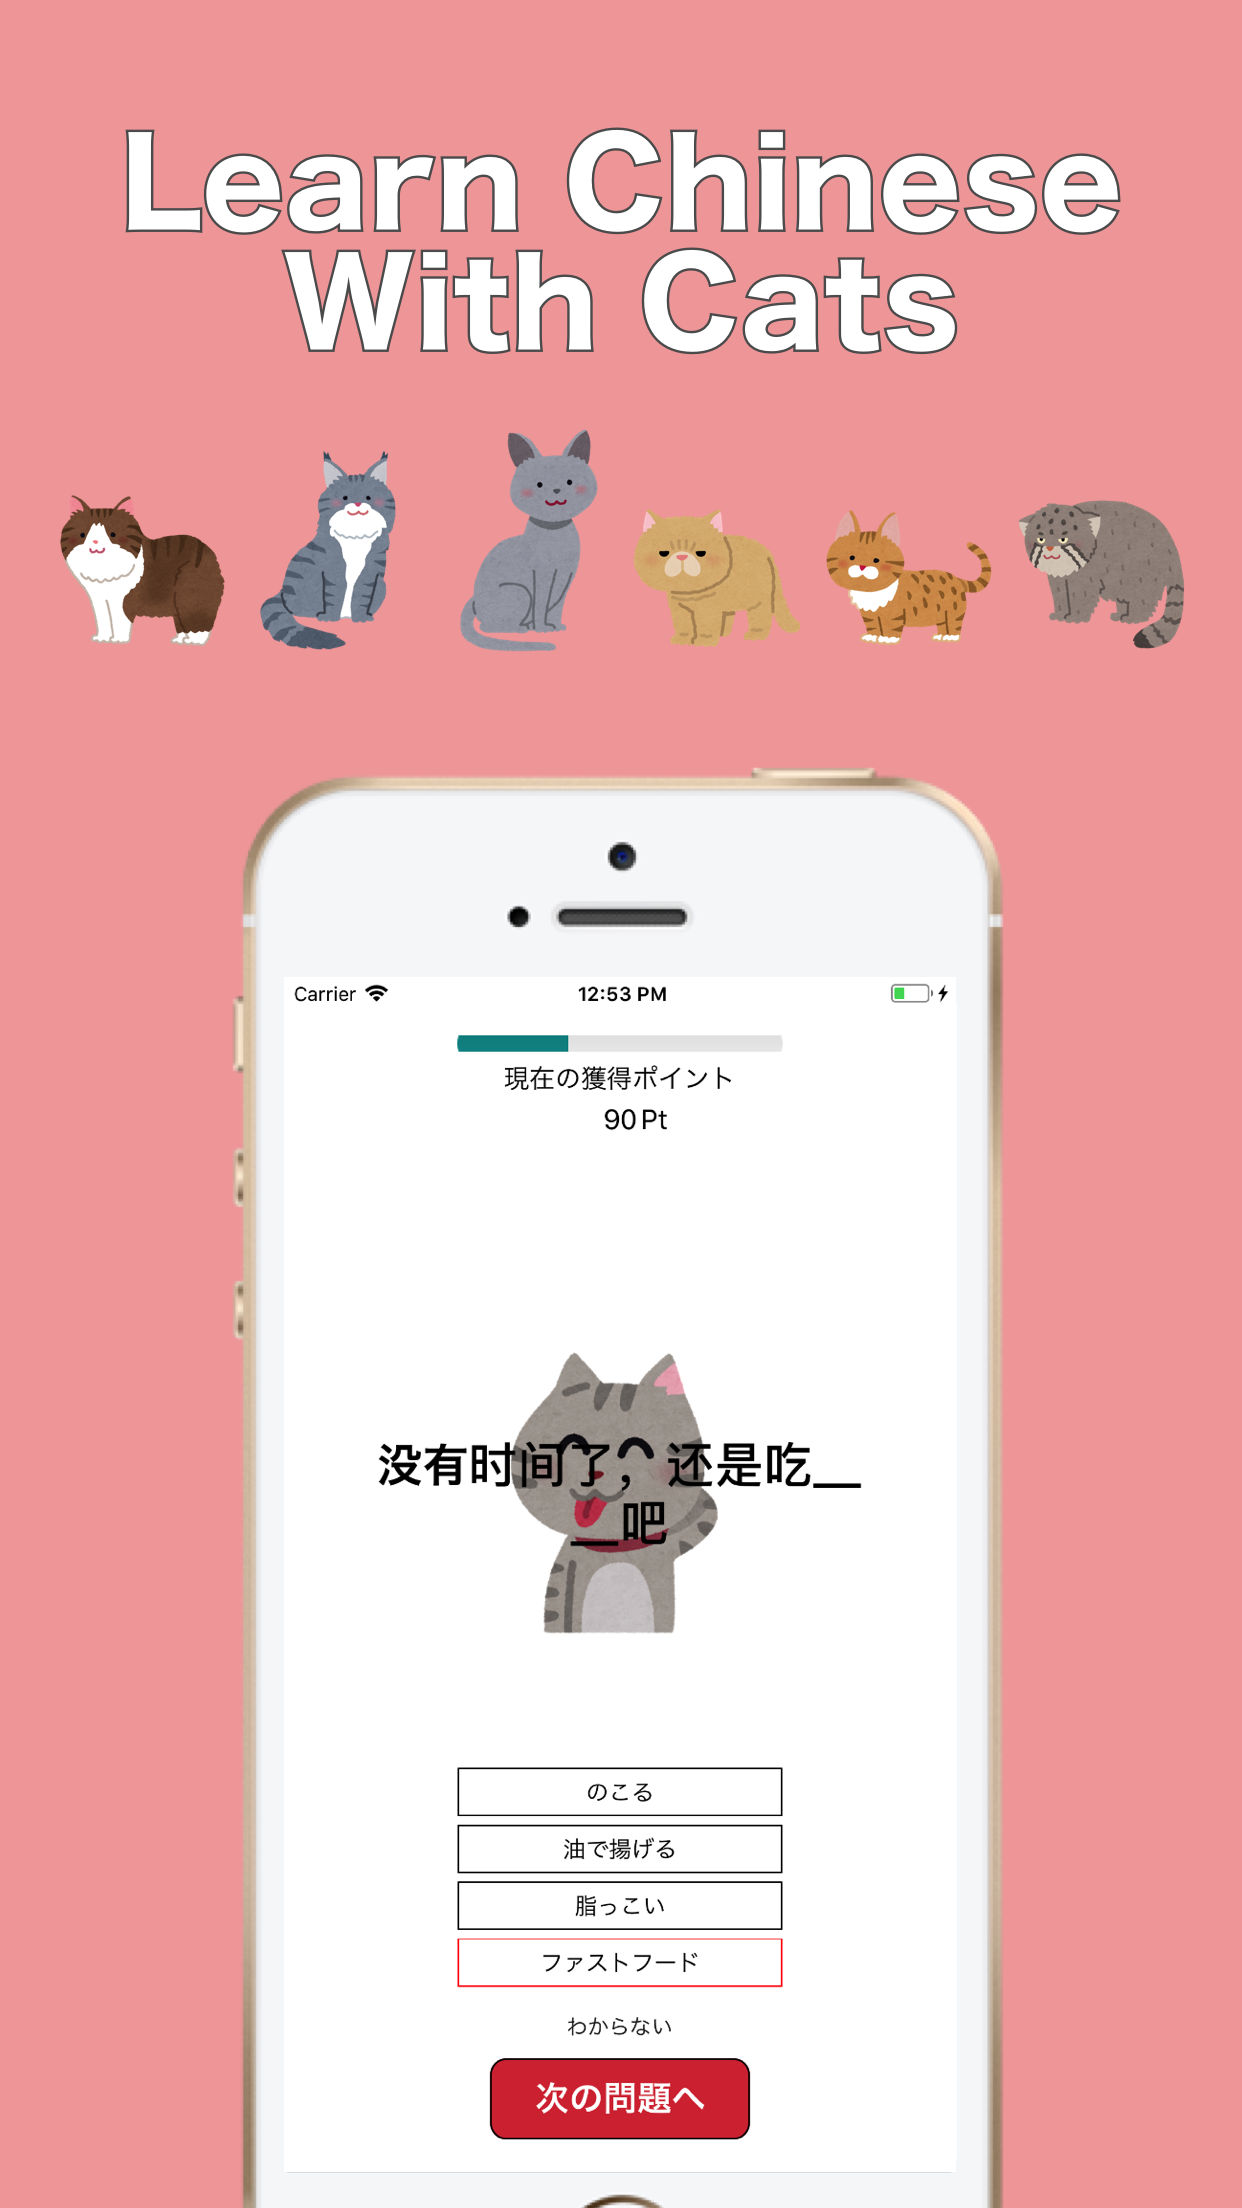 Learn Chinese
With Cats
Carrier
12:53 PM
現在の獲得ポイント
90 Pt
没有时间了，还是吃__
__吧
のこる
油で揚げる
脂っこい
ファストフード
わからない
次の問題へ